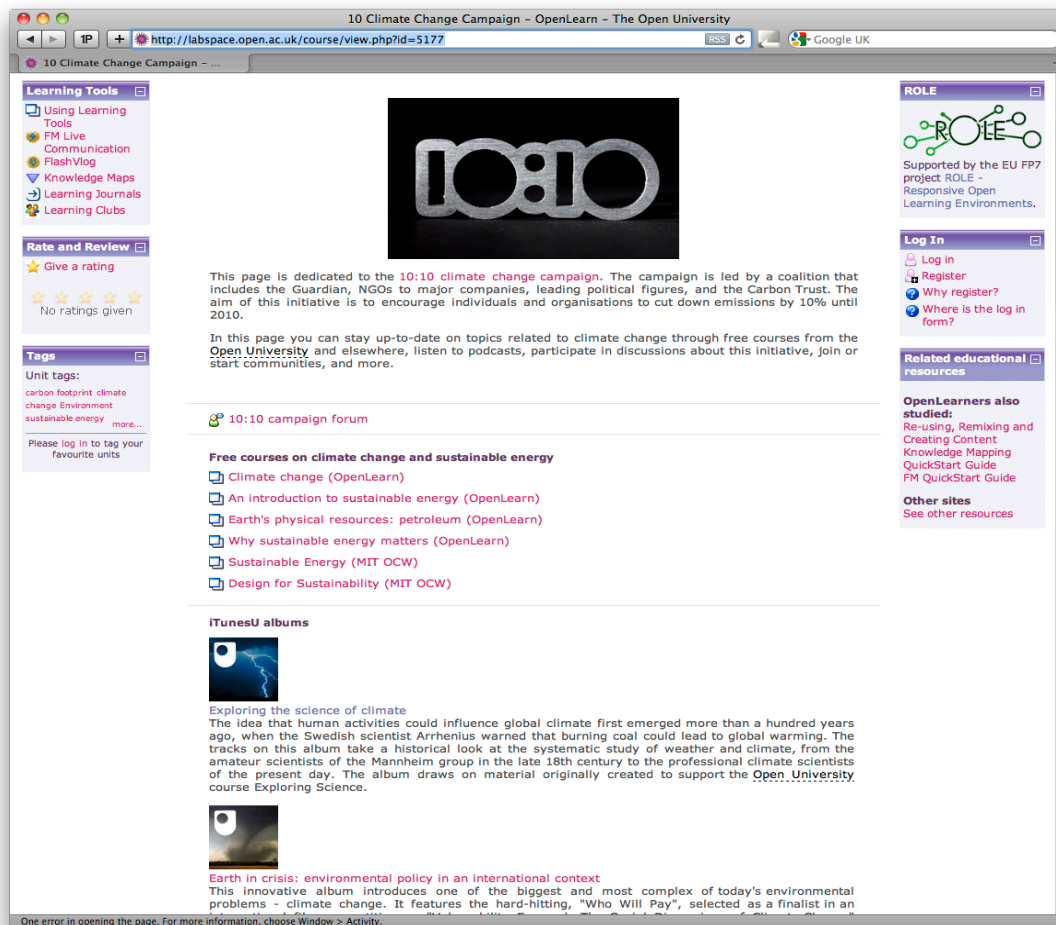 10 Climate Change Campaign – OpenLearn – The Open University
1P
+
http://labspace.open.ac.uk/course/view.php?id=5177
RSS
Google UK
10 Climate Change Campaign – ...
Learning Tools
Using Learning
Tools
FM Live
Communication
FlashVlog
Knowledge Maps
Learning Journals
Learning Clubs
Rate and Review
Give a rating
No ratings given
Tags
Unit tags:
carbon footprint climate
change Environment
sustainable energy more...
Please log in to tag your
favourite units
10:10
This page is dedicated to the 10:10 climate change campaign. The campaign is led by a coalition that
includes the Guardian, NGOs to major companies, leading political figures, and the Carbon Trust. The
aim of this initiative is to encourage individuals and organisations to cut down emissions by 10% until
2010.
In this page you can stay up-to-date on topics related to climate change through free courses from the
Open University and elsewhere, listen to podcasts, participate in discussions about this initiative, join or
start communities, and more.
10:10 campaign forum
Free courses on climate change and sustainable energy
Climate change (OpenLearn)
An introduction to sustainable energy (OpenLearn)
Earth's physical resources: petroleum (OpenLearn)
Why sustainable energy matters (OpenLearn)
Sustainable Energy (MIT OCW)
Design for Sustainability (MIT OCW)
iTunesU albums
Exploring the science of climate
The idea that human activities could influence global climate first emerged more than a hundred years
ago, when the Swedish scientist Arrhenius warned that burning coal could lead to global warming. The
tracks on this album take a historical look at the systematic study of weather and climate, from the
amateur scientists of the Mannheim group in the late 18th century to the professional climate scientists
of the present day. The album draws on material originally created to support the Open University
course Exploring Science.
Earth in crisis: environmental policy in an international context
This innovative album introduces one of the biggest and most complex of today's environmental
problems - climate change. It features the hard-hitting, "Who Will Pay", selected as a finalist in an
ROLE
ROLE
Supported by the EU FP7
project ROLE -
Responsive Open
Learning Environments.
Log In
Log in
Register
Why register?
Where is the log in
form?
Related educational
resources
OpenLearners also
studied:
Re-using, Remixing and
Creating Content
Knowledge Mapping
QuickStart Guide
FM QuickStart Guide
Other sites
See other resources
One error in opening the page. For more information, choose Window > Activity.